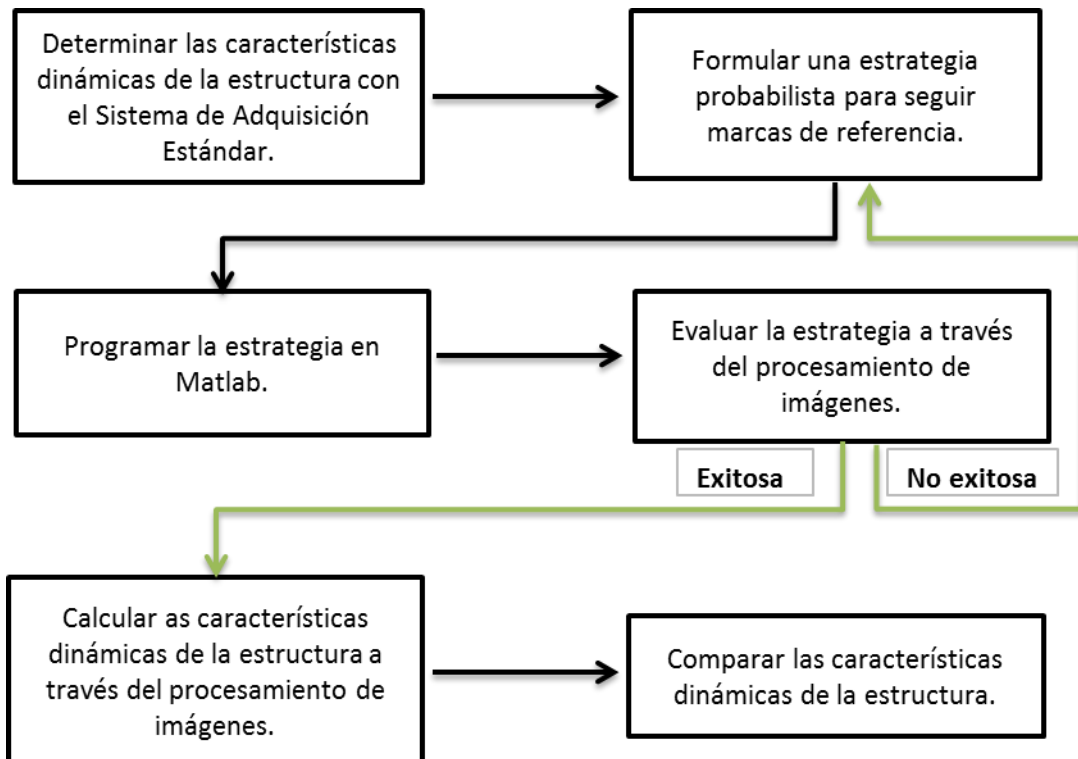 Determinar las características
dinámicas de la estructura con
el Sistema de Adquisición
Estándar.
Formular una estrategia
probabilista para seguir
marcas de referencia.
Programar la estrategia en
Matlab.
Evaluar la estrategia a través
del procesamiento de
imágenes.
Exitosa
No exitosa
Calcular as características
dinámicas de la estructura a
través del procesamiento de
imágenes.
Comparar las características
dinámicas de la estructura.